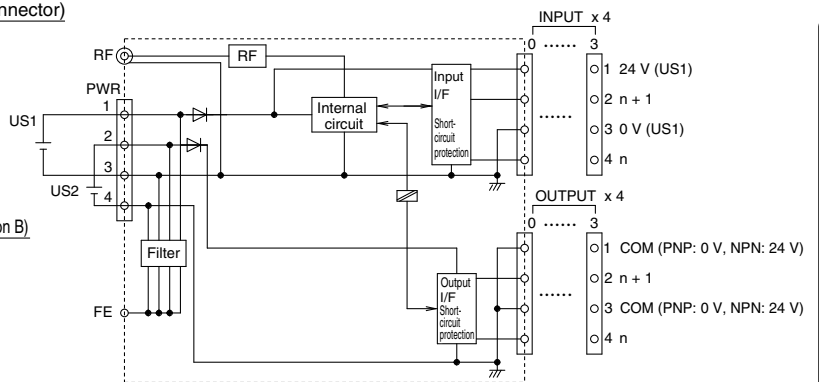 nnector)
INPUT x 4
0 ...... 3
RF
RF
PWR
1
US1
2
3
US2
4
on B)
Filter
FE
Internal
circuit
Input
I/F
Short-
circuit
protection
......
1 24 V (US1)
2 n + 1
3 0 V (US1)
4 n
OUTPUT x 4
0 ...... 3
Output
I/F
Short-
circuit
protection
......
1 COM (PNP: 0 V, NPN: 24 V)
2 n + 1
3 COM (PNP: 0 V, NPN: 24 V)
4 n